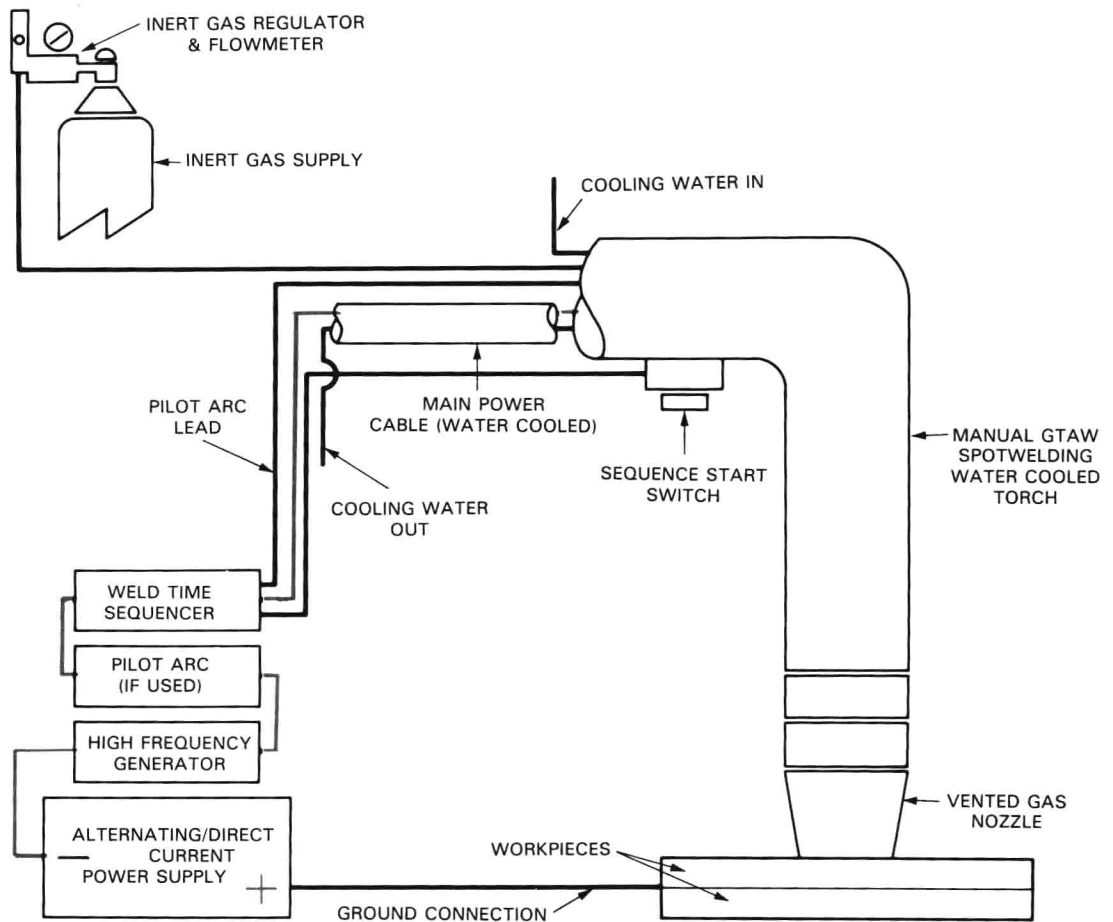 INERT GAS REGULATOR
& FLOWMETER
INERT GAS SUPPLY
COOLING WATER IN
PILOT ARC
LEAD
MAIN POWER
CABLE (WATER COOLED)
COOLING WATER
OUT
SEQUENCE START
SWITCH
MANUAL GTAW
SPOTWELDING
WATER COOLED
TORCH
WELD TIME
SEQUENCER
PILOT ARC
(IF USED)
HIGH FREQUENCY
GENERATOR
ALTERNATING/DIRECT
CURRENT
POWER SUPPLY
—
+
VENTED GAS
NOZZLE
WORKPIECES
GROUND CONNECTION